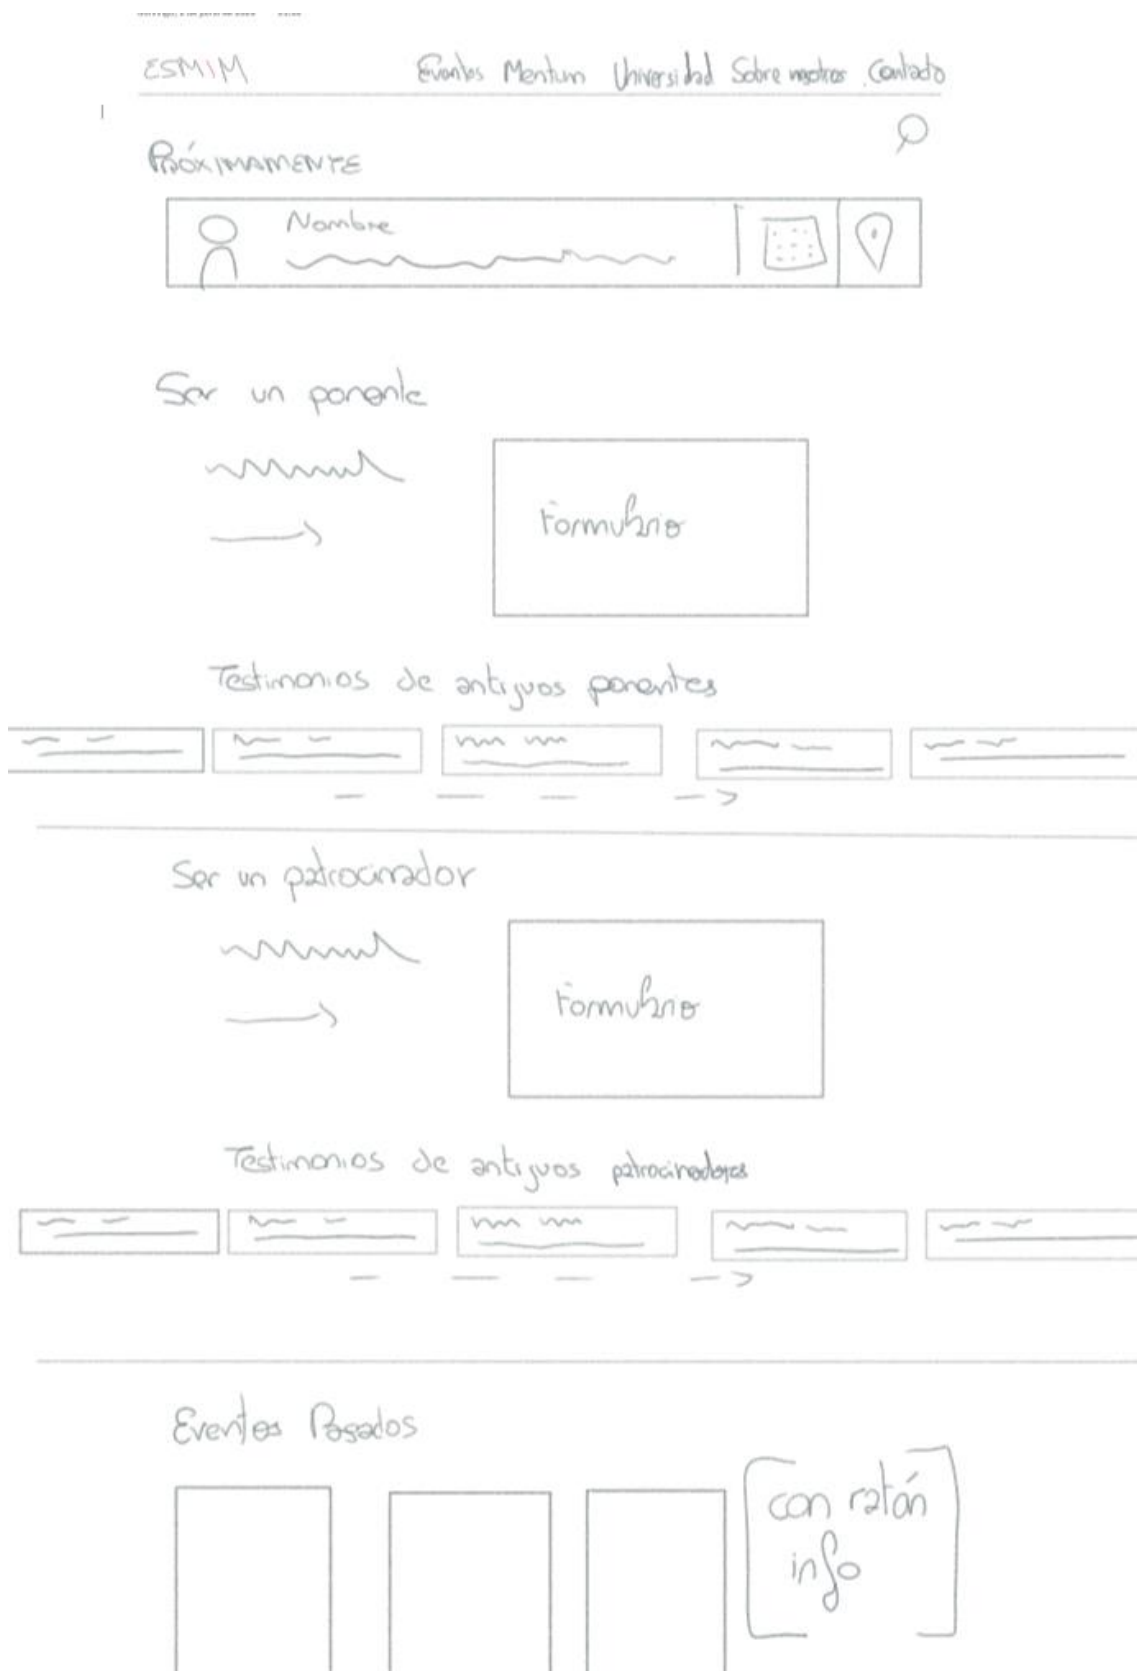 ESMIM
Eventos Mentum Universidad Sobre nosotros Contacto
PRÓXIMAMENTE
Nombre
Ser un ponente
Formulario
Testimonios de antiguos ponentes
Ser un patrocinador
Formulario
Testimonios de antiguos patrocinadores
Eventos Pasados
con ratón
info